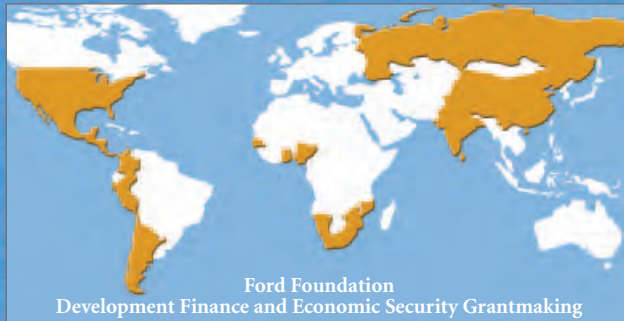 Ford Foundation
Development Finance and Economic Security Grantmaking